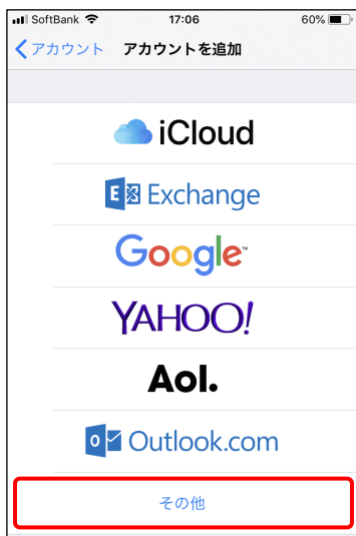 SoftBank 17:06 60%
アカウント アカウントを追加
iCloud
E Exchange
Google
YAHOO!
Aol.
o Outlook.com
その他